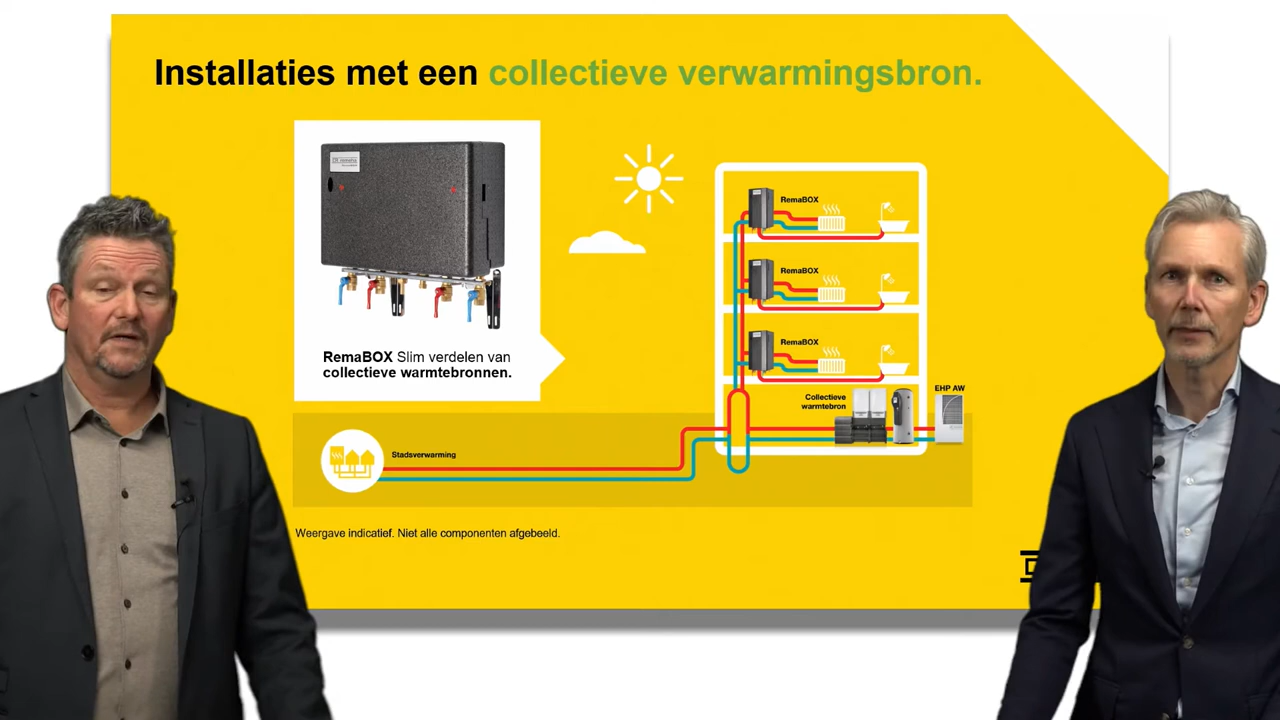 Installaties met een collectieve verwarmingsbron.
RemaBOX Slim verdelen van
collectieve warmtebronnen.
RemaBOX
RemaBOX
RemaBOX
EHP AW
Collectieve
warmtebron
Stadsverwarming
Weergave indicatief. Niet alle componenten afgebeeld.